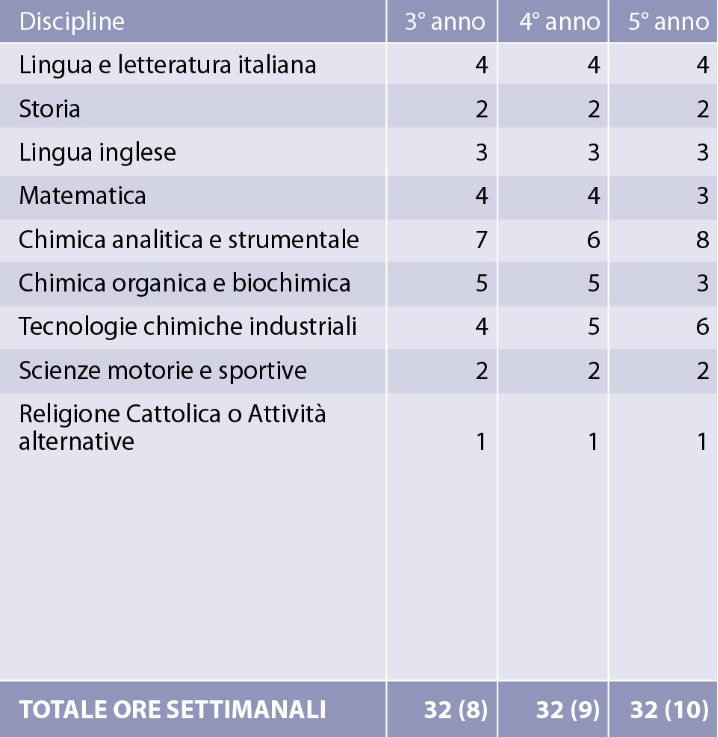 Discipline 3° anno 4° anno 5° anno
Lingua e letteratura italiana 4 4 4
Storia 2 2 2
Lingua inglese 3 3 3
Matematica 4 4 3
Chimica analitica e strumentale 7 6 8
Chimica organica e biochimica 5 5 3
Tecnologie chimiche industriali 4 5 6
Scienze motorie e sportive 2 2 2
Religione Cattolica o Attività
alternative 1 1 1
TOTALE ORE SETTIMANALI 32 (8) 32 (9) 32 (10)